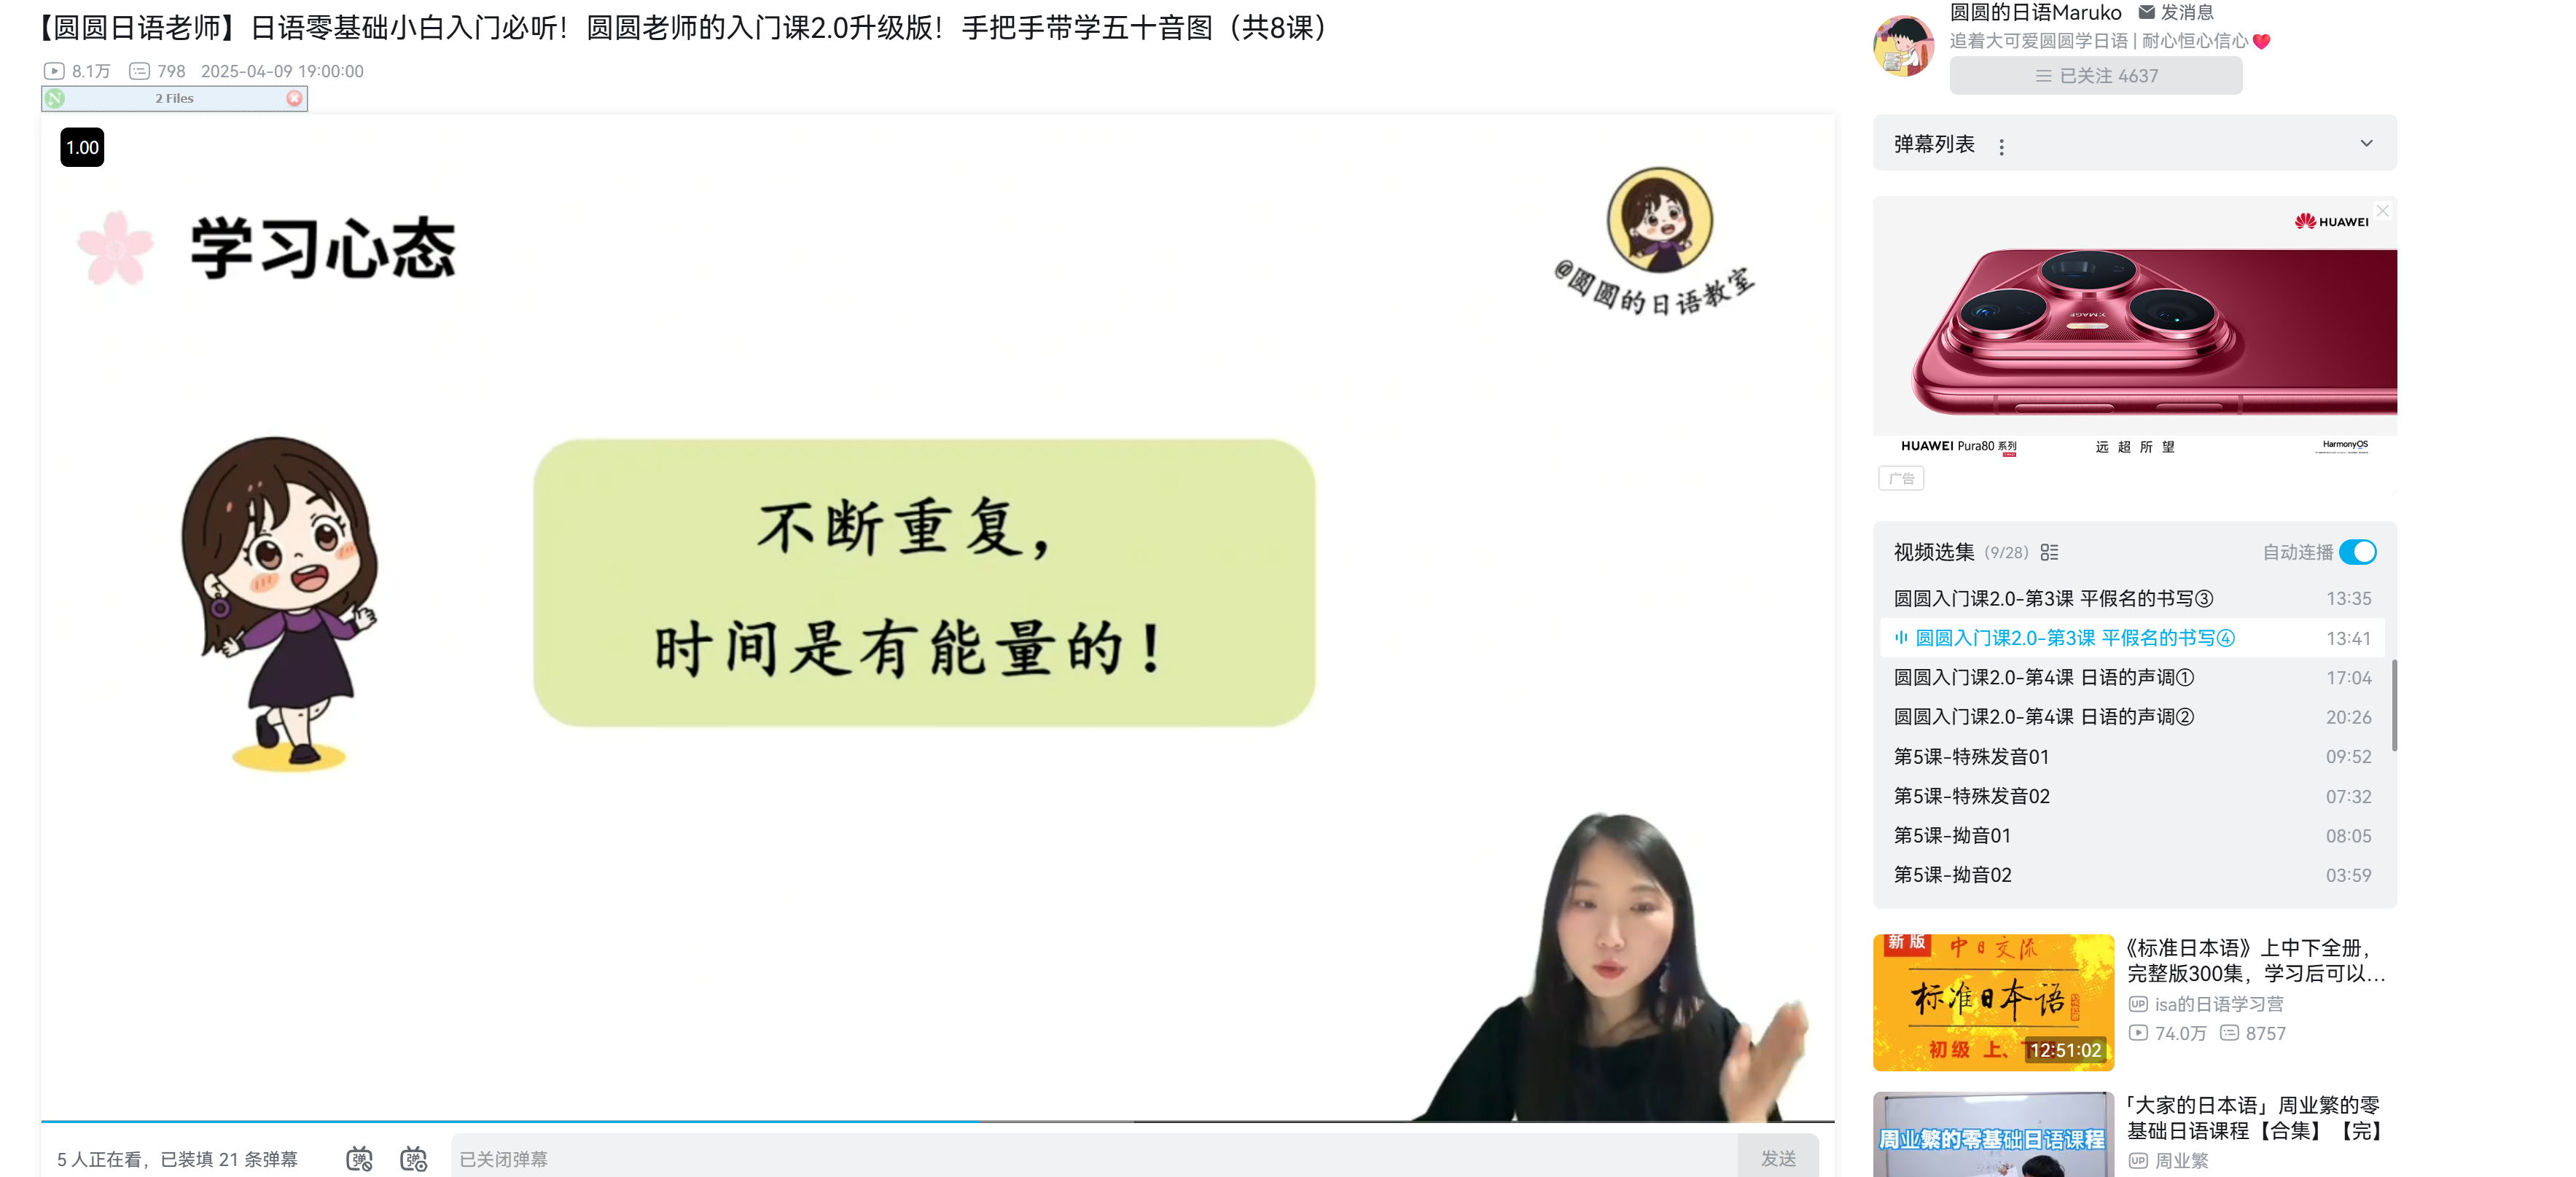 【圆圆日语老师】日语零基础小白入门必听！圆圆老师的入门课2.0升级版！手把手带学五十音图（共8课）
8.1万 798 2025-04-09 19:00:00
2 Files
1.00
学习心态
@圆圆的日语教室
不断重复，
时间是有能量的！
5 人正在看，已装填 21 条弹幕
弹
弹
已关闭弹幕
发送
圆圆的日语Maruko 发消息
追着大可爱圆圆学日语 | 耐心恒心信心
已关注 4637
弹幕列表
HUAWEI
XMAGE
HUAWEI Pura80 系列
远超所望
HarmonyOS
广告
视频选集 (9/28) 自动连播
圆圆入门课2.0-第3课 平假名的书写③ 13:35
圆圆入门课2.0-第3课 平假名的书写④ 13:41
圆圆入门课2.0-第4课 日语的声调① 17:04
圆圆入门课2.0-第4课 日语的声调② 20:26
第5课-特殊发音01 09:52
第5课-特殊发音02 07:32
第5课-拗音01 08:05
第5课-拗音02 03:59
新版
中日交流
标准日本语
初级 上、
12:51:02
《标准日本语》上中下全册，
完整版300集，学习后可以...
UP isa的日语学习营
74.0万 8757
周业繁的零基础日语课程
「大家的日本语」周业繁的零
基础日语课程【合集】【完】
UP 周业繁